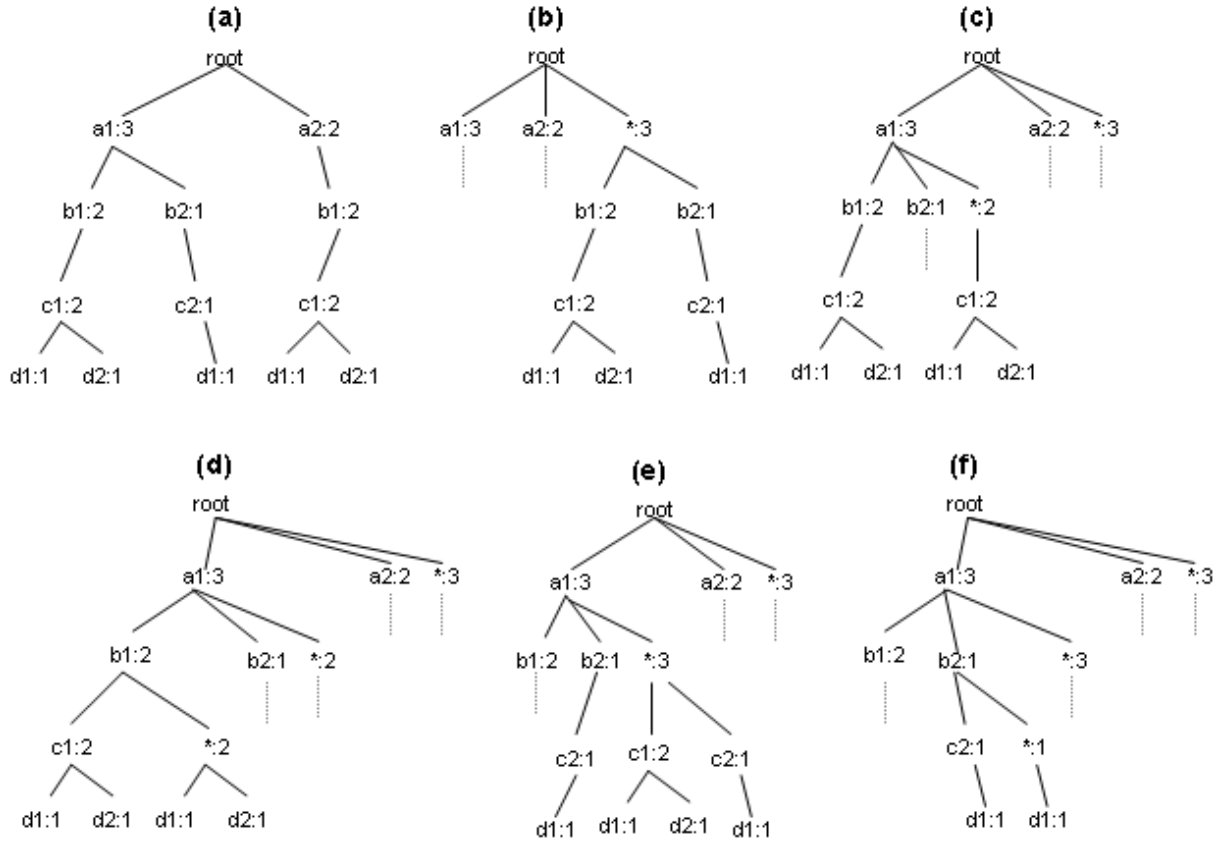 (a) (b) (c)
root root root
a1:3 a2:2 a1:3 a2:2 *:3 a1:3 a2:2 *:3
b1:2 b2:1 b1:2 b1:2 b2:1 b1:2 b2:1 *:2
c1:2 c2:1 c1:2 c1:2 c2:1 c1:2 c1:2
d1:1 d2:1 d1:1 d1:1 d2:1 d1:1 d2:1 d1:1 d1:1 d2:1 d1:1 d2:1
(d) (e) (f)
root root root
a1:3 a2:2 *:3 a1:3 a2:2 *:3 a1:3 a2:2 *:3
b1:2 b2:1 *:2 b1:2 b2:1 *:3 b1:2 b2:1 *:3
c1:2 *:2 c2:1 c1:2 c2:1 c2:1 *:1
d1:1 d2:1 d1:1 d2:1 d1:1 d1:1 d2:1 d1:1 d1:1 d1:1